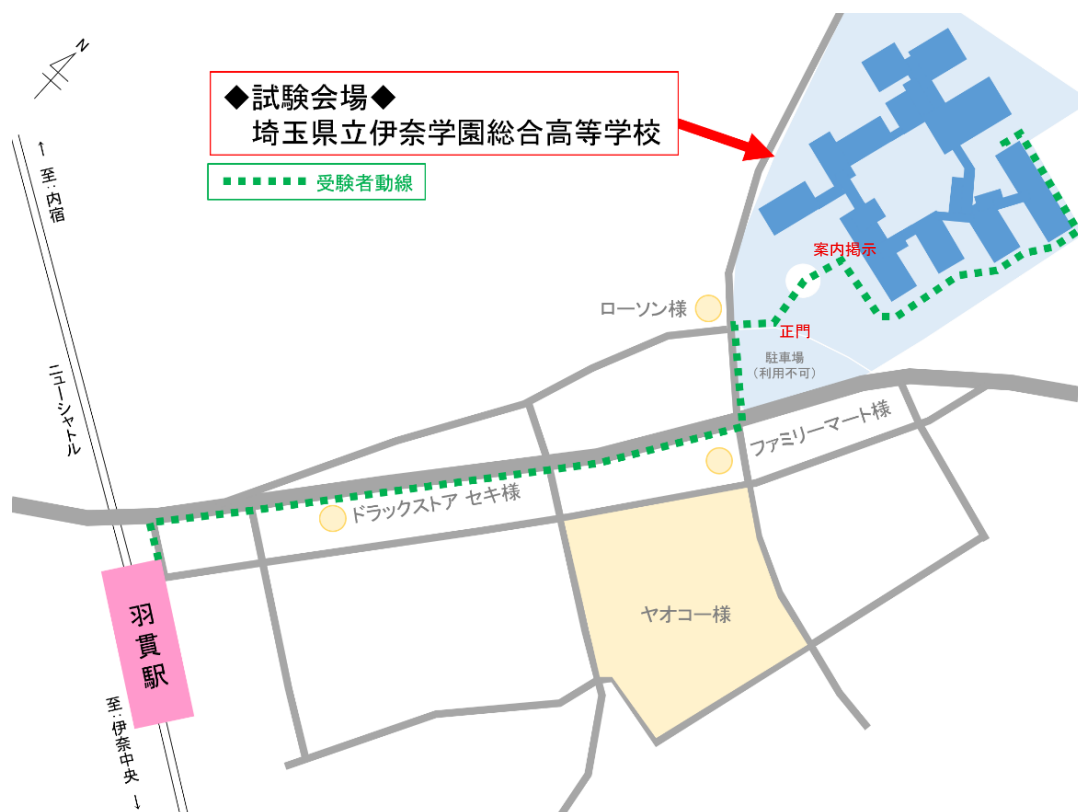 N
◆試験会場◆
埼玉県立伊奈学園総合高等学校
受験者動線
↑至:内宿
ニューシャトル
案内掲示
ローソン様
正門
駐車場
(利用不可)
ファミリーマート様
ドラックストア セキ様
ヤオコー様
羽貫駅
至:伊奈中央↓